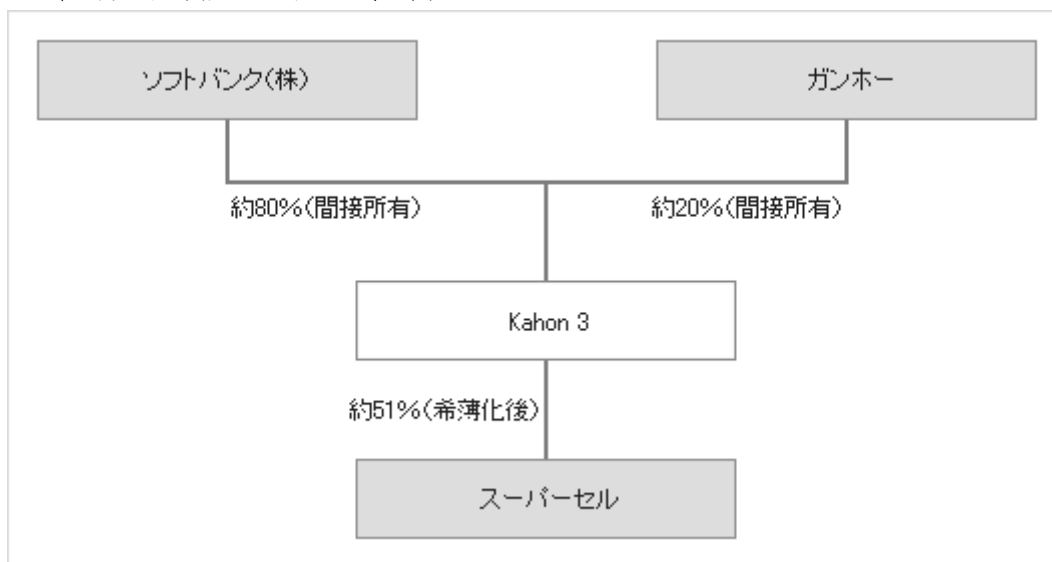 ソフトバンク(株)
ガンホー
約80%(間接所有)
約20%(間接所有)
Kahon 3
約51%(希薄化後)
スーパーセル